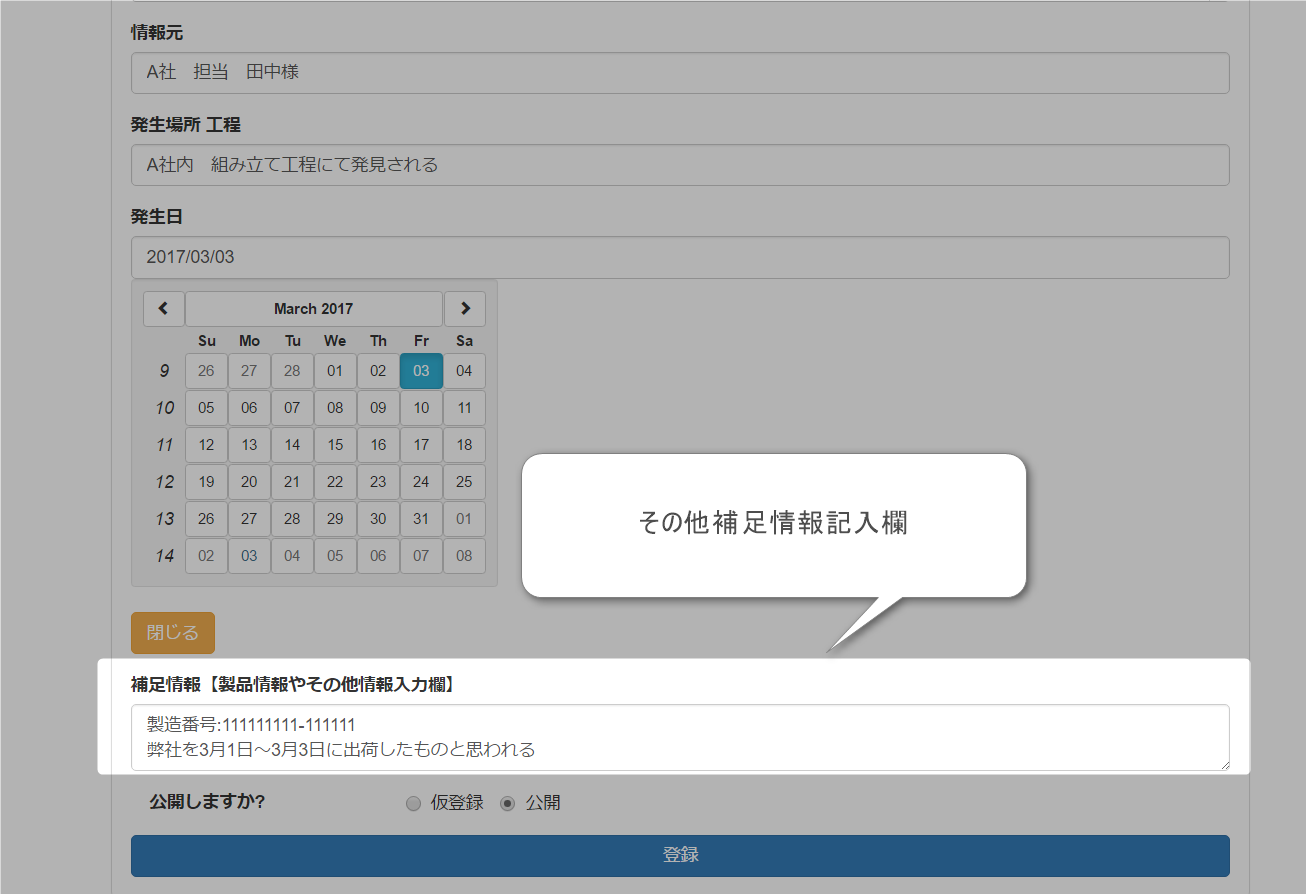 情報元
A社　担当　田中様
発生場所 工程
A社内　組み立て工程にて発見される
発生日
2017/03/03
March 2017
Su Mo Tu We Th Fr Sa
9 26 27 28 01 02 03 04
10 05 06 07 08 09 10 11
11 12 13 14 15 16 17 18
12 19 20 21 22 23 24 25
13 26 27 28 29 30 31 01
14 02 03 04 05 06 07 08
その他補足情報記入欄
閉じる
補足情報【製品情報やその他情報入力欄】
製造番号:111111111-111111
弊社を3月1日～3月3日に出荷したものと思われる
公開しますか? 仮登録 公開
登録